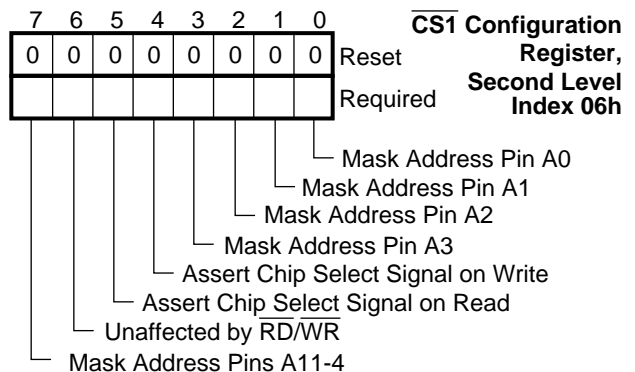 7 6 5 4 3 2 1 0
CS1 Configuration
Register,
Second Level
Index 06h
0 0 0 0 0 0 0 0 Reset
Required
Mask Address Pin A0
Mask Address Pin A1
Mask Address Pin A2
Mask Address Pin A3
Assert Chip Select Signal on Write
Assert Chip Select Signal on Read
Unaffected by RD/WR
Mask Address Pins A11-4